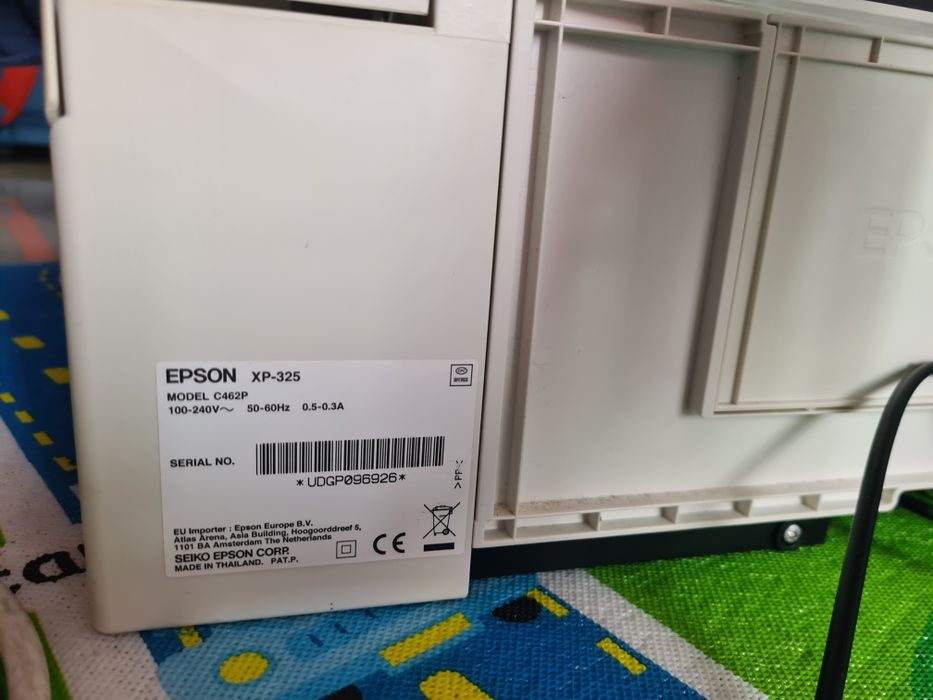 EPSON XP-325
MODEL C462P
100-240V～ 50-60Hz 0.5-0.3A
SERIAL NO.
*UDGP096926*
EU Importer : Epson Europe B.V.
Atlas Arena, Asia Building, Hoogoorddreef 5,
1101 BA Amsterdam The Netherlands
SEIKO EPSON CORP.
MADE IN THAILAND. PAT.P.
CE